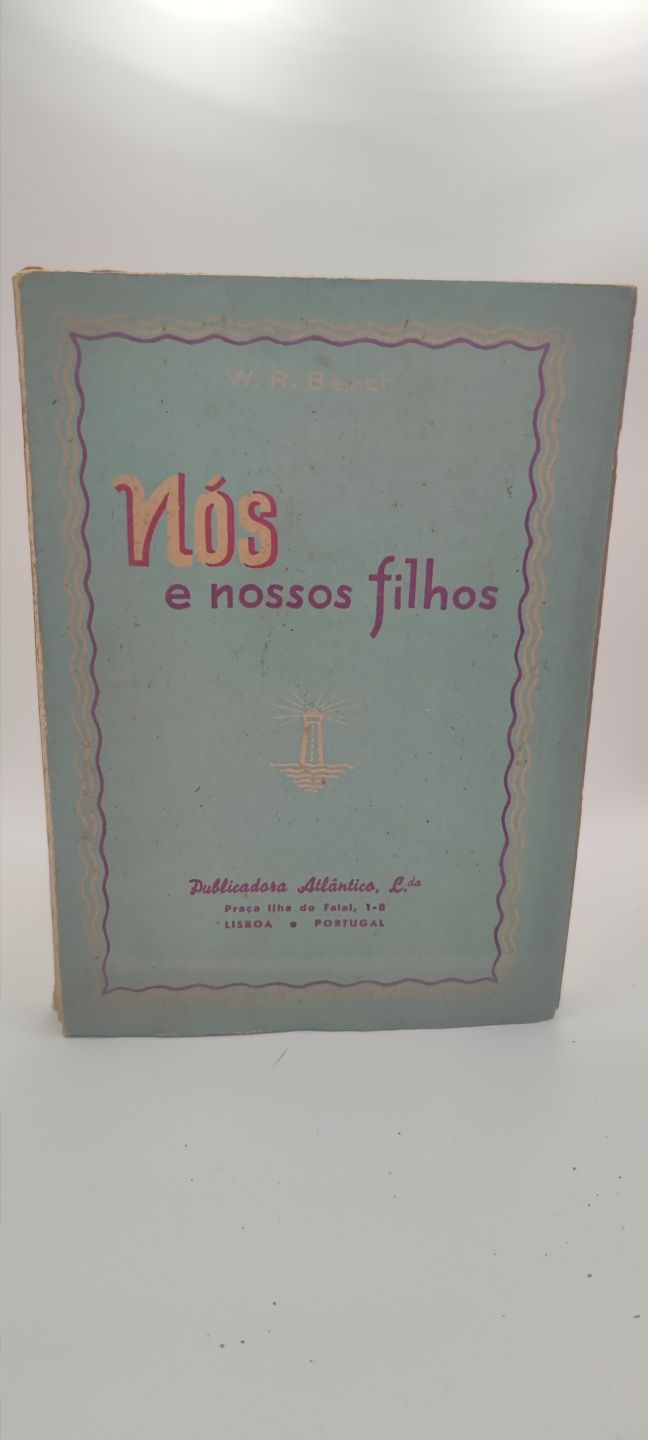 W. R. Beach
Nós
e nossos filhos
Publicadora Atlântico, L.da
Praça Ilha do Faial, 1-B
LISBOA • PORTUGAL